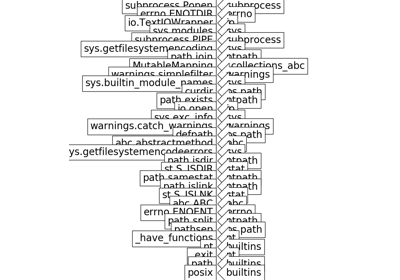 subprocess.Popen subprocess
errno.ENOTDIR errno
io.TextIOWrapper io
sys.modules sys
subprocess.PIPE subprocess
sys.getfilesystemencoding sys
path.join ntpath
MutableMapping _collections_abc
warnings.simplefilter warnings
sys.builtin_module_names sys
curdir os.path
path.exists ntpath
io.open io
sys.exc_info sys
warnings.catch_warnings warnings
defpath os.path
abc.abstractmethod abc
sys.getfilesystemencodeerrors sys
path.isdir ntpath
st.S_ISDIR stat
path.samestat ntpath
path.islink ntpath
st.S_ISLNK stat
abc.ABC abc
errno.ENOENT errno
path.split ntpath
pathsep os.path
_have_functions nt
nt builtins
_exit nt
path builtins
posix builtins